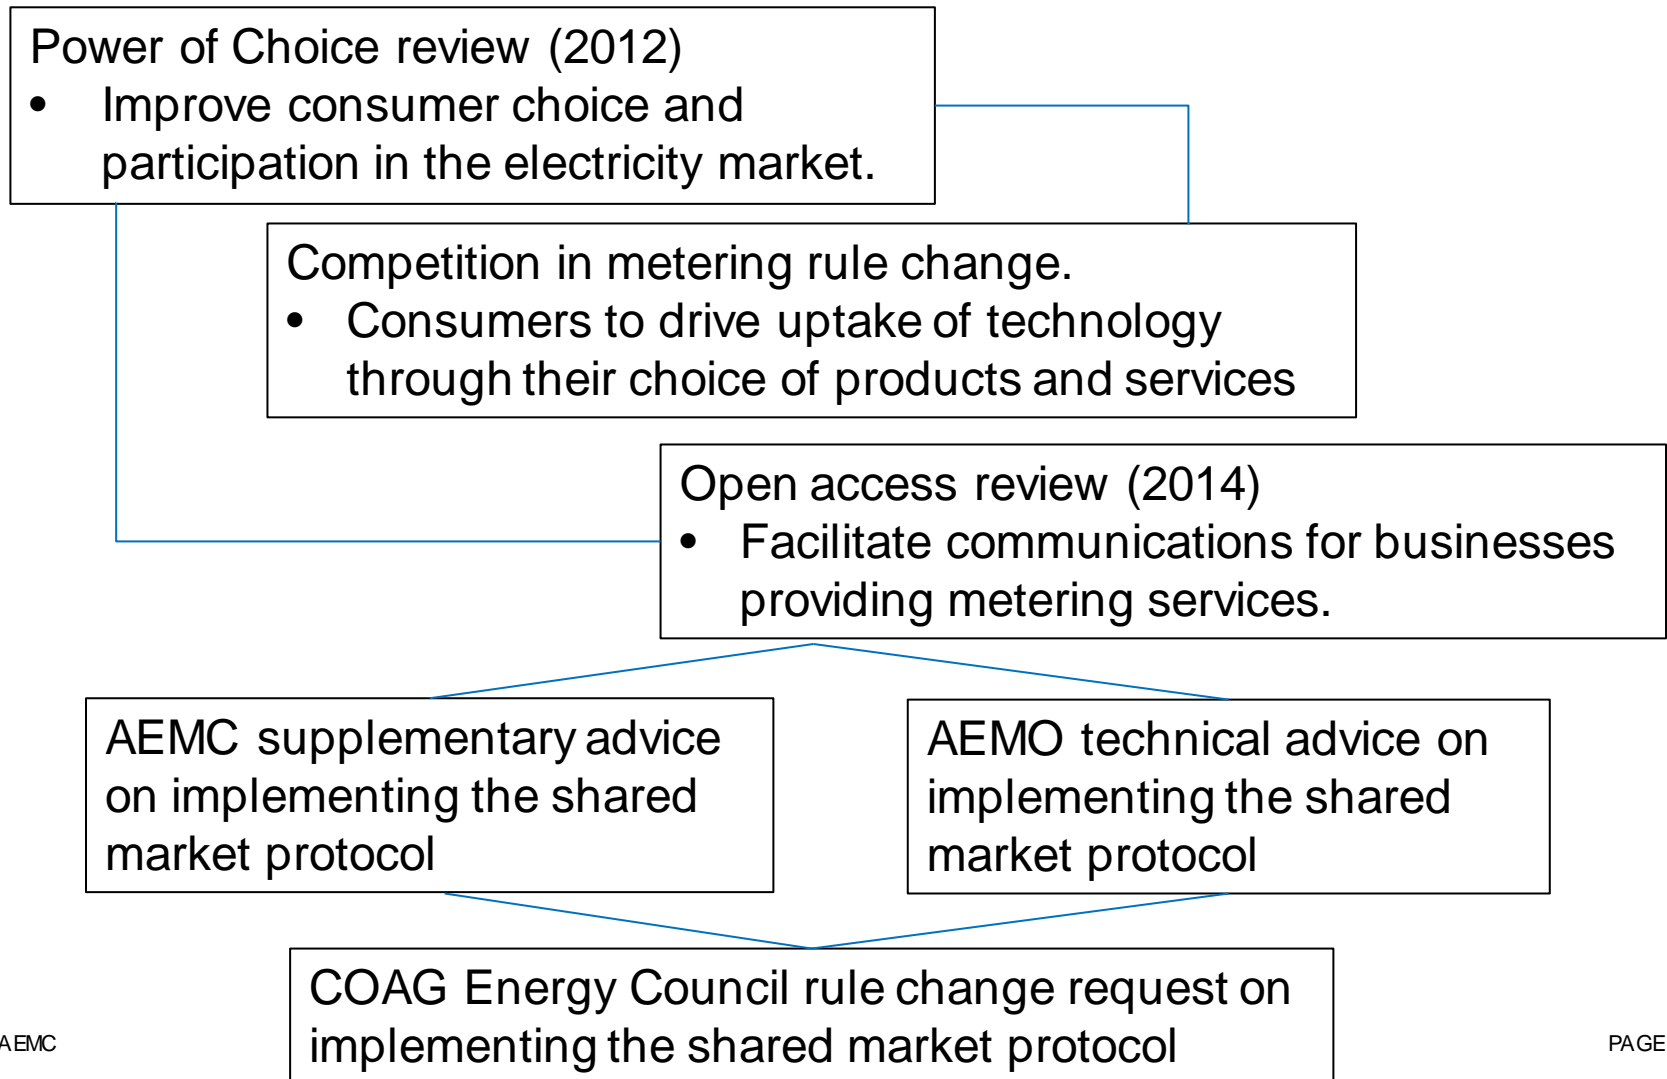 Power of Choice review (2012)
• Improve consumer choice and
participation in the electricity market.
Competition in metering rule change.
• Consumers to drive uptake of technology
through their choice of products and services
Open access review (2014)
• Facilitate communications for businesses
providing metering services.
AEMC supplementary advice
on implementing the shared
market protocol
AEMO technical advice on
implementing the shared
market protocol
COAG Energy Council rule change request on
implementing the shared market protocol
AEMC
PAGE